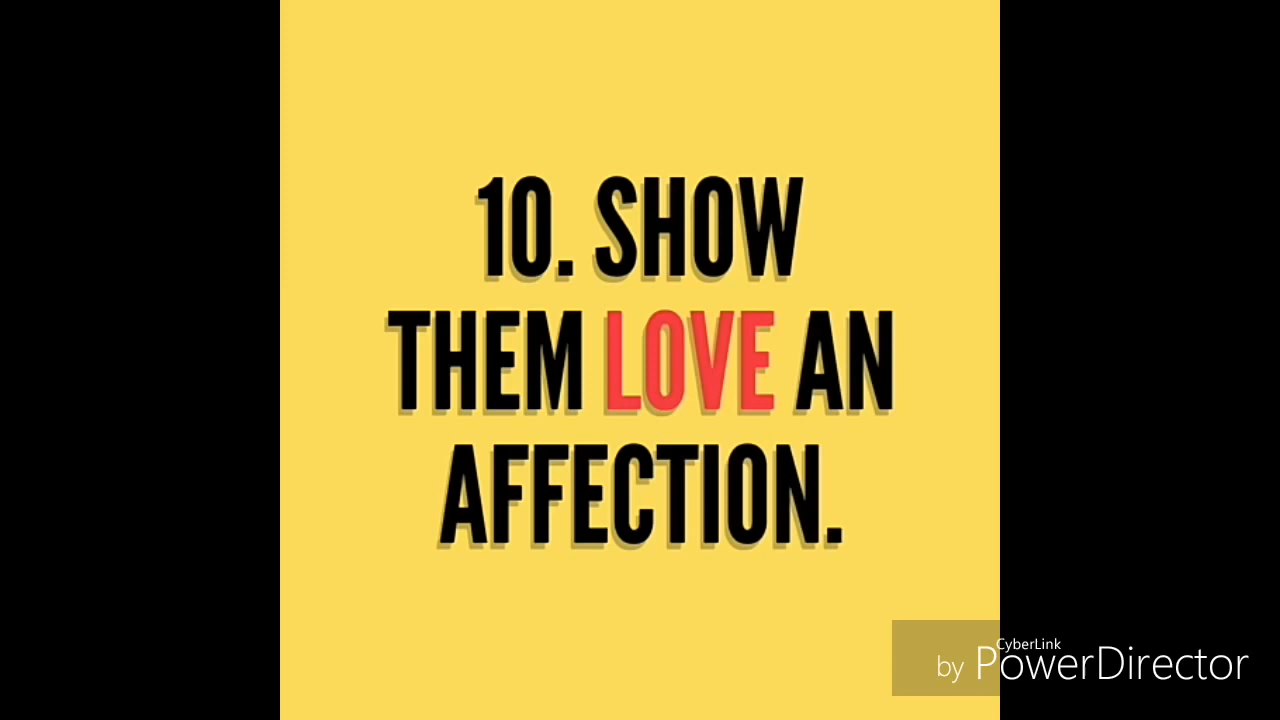 10. SHOW
THEM LOVE AN
AFFECTION.
CyberLink
by PowerDirector